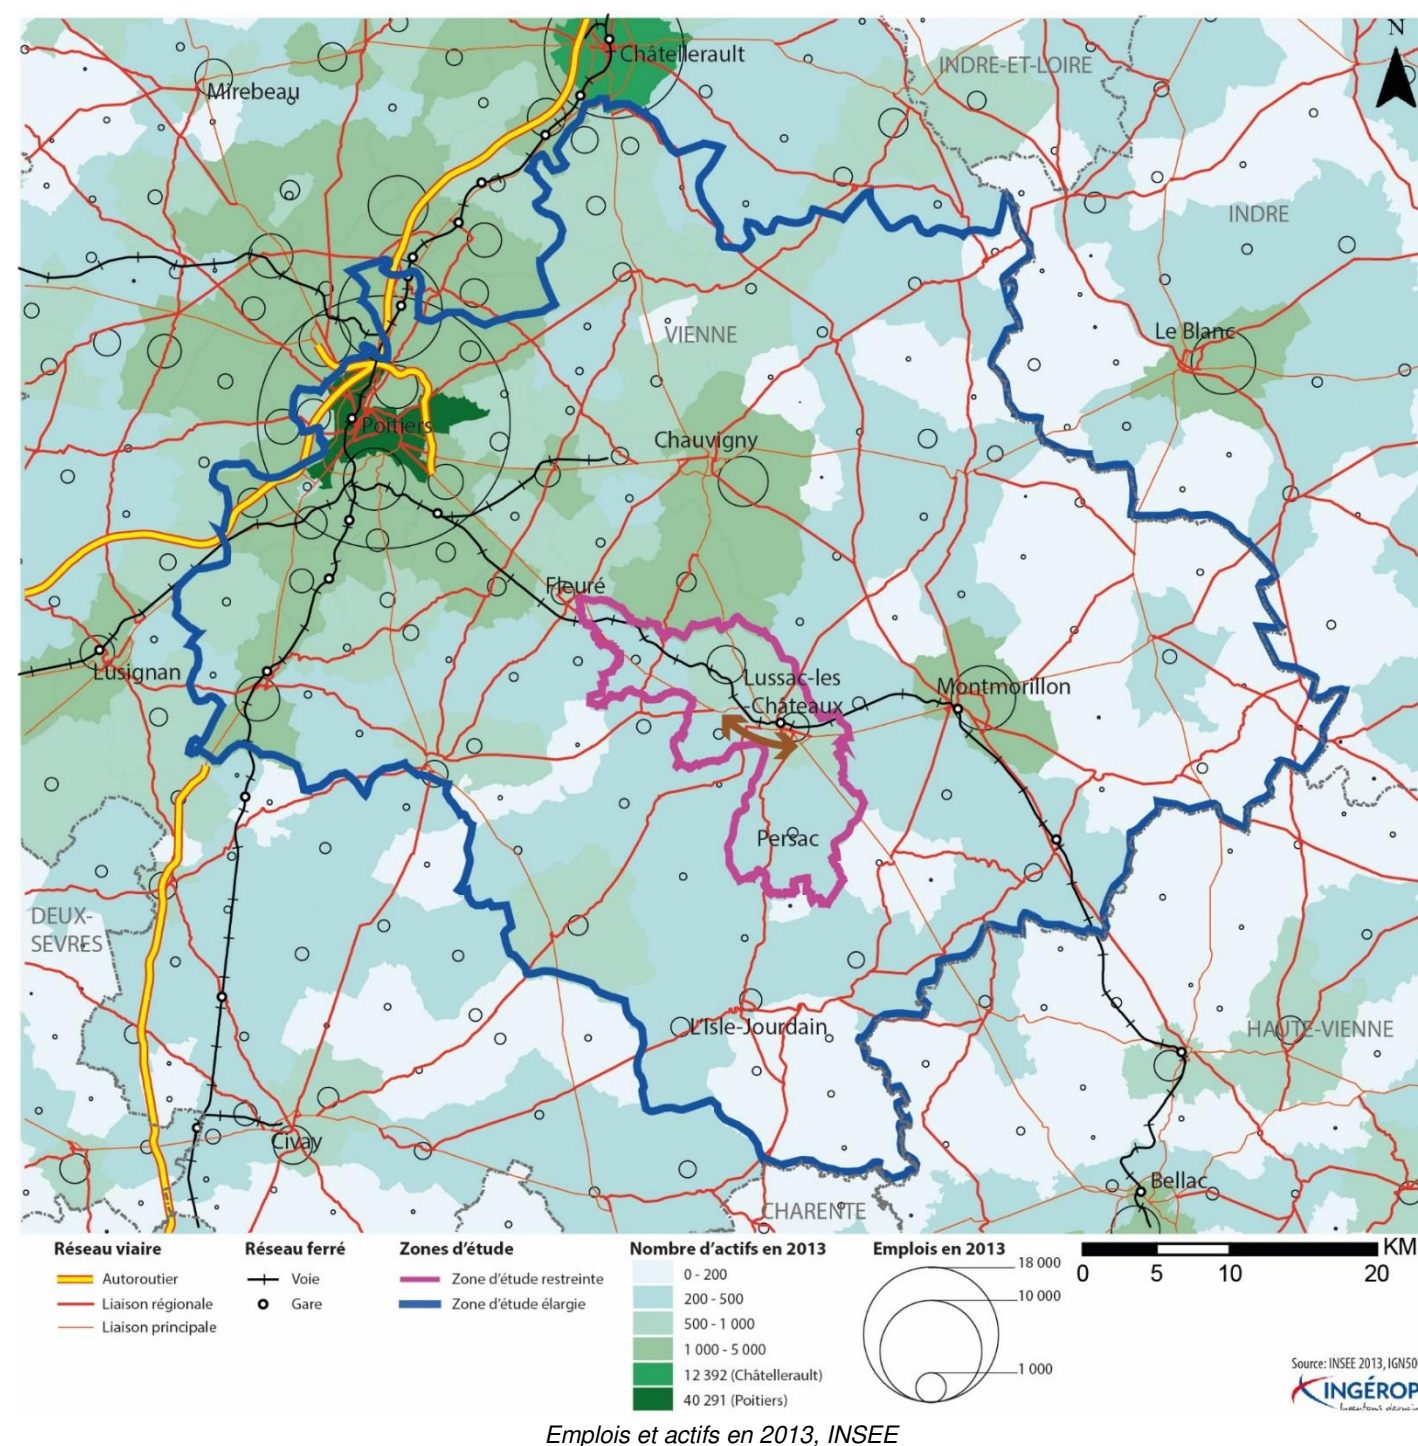 Châtellerault
N
INDRE-ET-LOIRE
Mirebeau
INDRE
VIENNE
Le Blanc
Poitiers
Chauvigny
Fleuré
Lusignan
Lussac-les
-Châteaux
Montmorillon
Persac
DEUX-
SEVRES
L'Isle-Jourdain
HAUTE-VIENNE
Civay
Bellac
CHARENTE
Réseau viaire
Autoroutier
Liaison régionale
Liaison principale
Réseau ferré
Voie
Gare
Zones d'étude
Zone d'étude restreinte
Zone d'étude élargie
Nombre d'actifs en 2013
0 - 200
200 - 500
500 - 1 000
1 000 - 5 000
12 392 (Châtellerault)
40 291 (Poitiers)
Emplois en 2013
18 000
10 000
1 000
KM
0 5 10 20
Source: INSEE 2013, IGN50
INGÉROP
Inventons demain
Emplois et actifs en 2013, INSEE